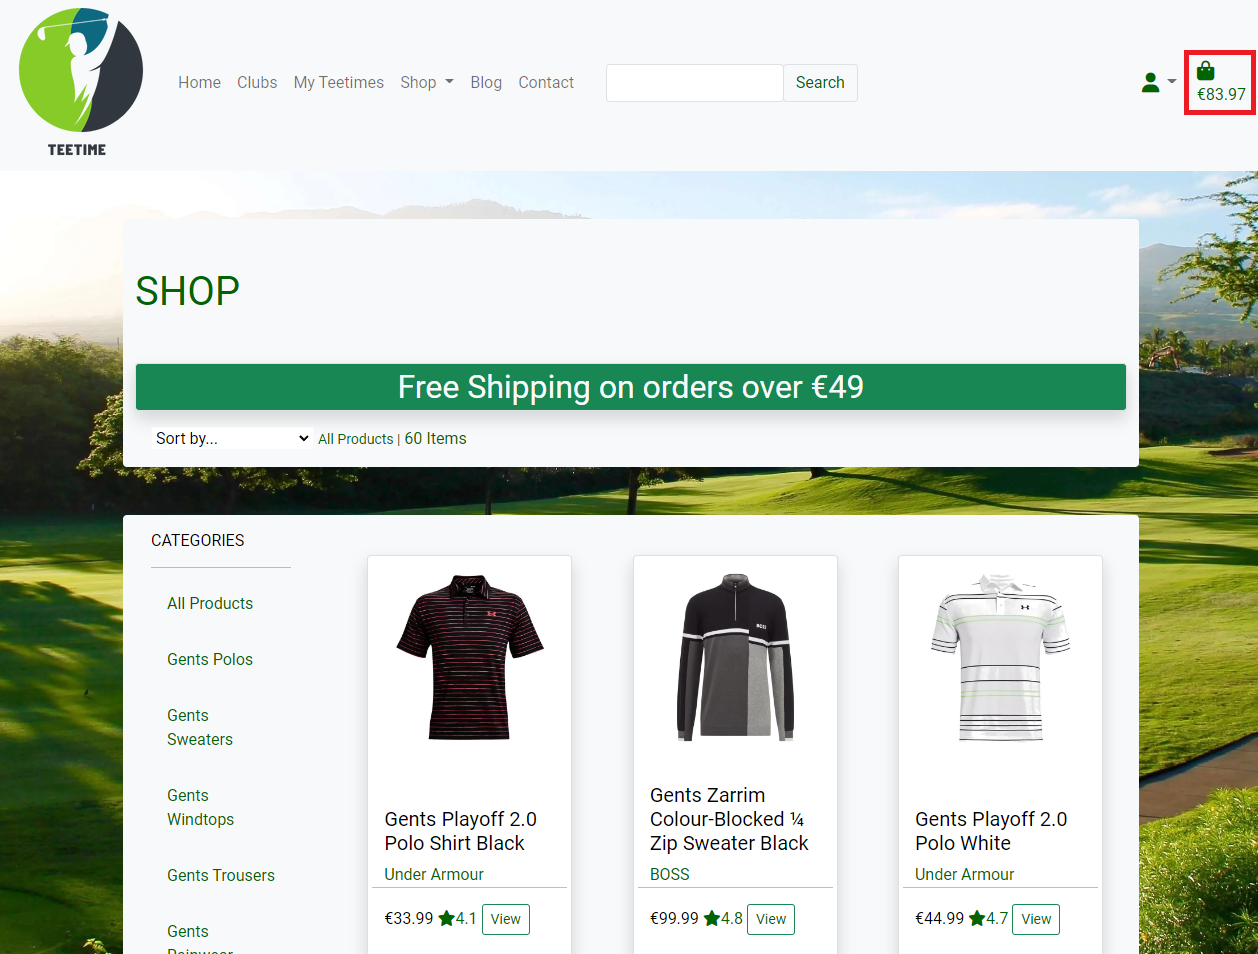 TEETIME
Home Clubs My Teetimes Shop Blog Contact
Search
€83.97
SHOP
Free Shipping on orders over €49
Sort by...
All Products | 60 Items
CATEGORIES
All Products
Gents Polos
Gents
Sweaters
Gents
Windtops
Gents Trousers
Gents
Rainwear
Gents Playoff 2.0
Polo Shirt Black
Under Armour
€33.99 4.1 View
BOSS
Gents Zarrim
Colour-Blocked ¼
Zip Sweater Black
BOSS
€99.99 4.8 View
Gents Playoff 2.0
Polo White
Under Armour
€44.99 4.7 View